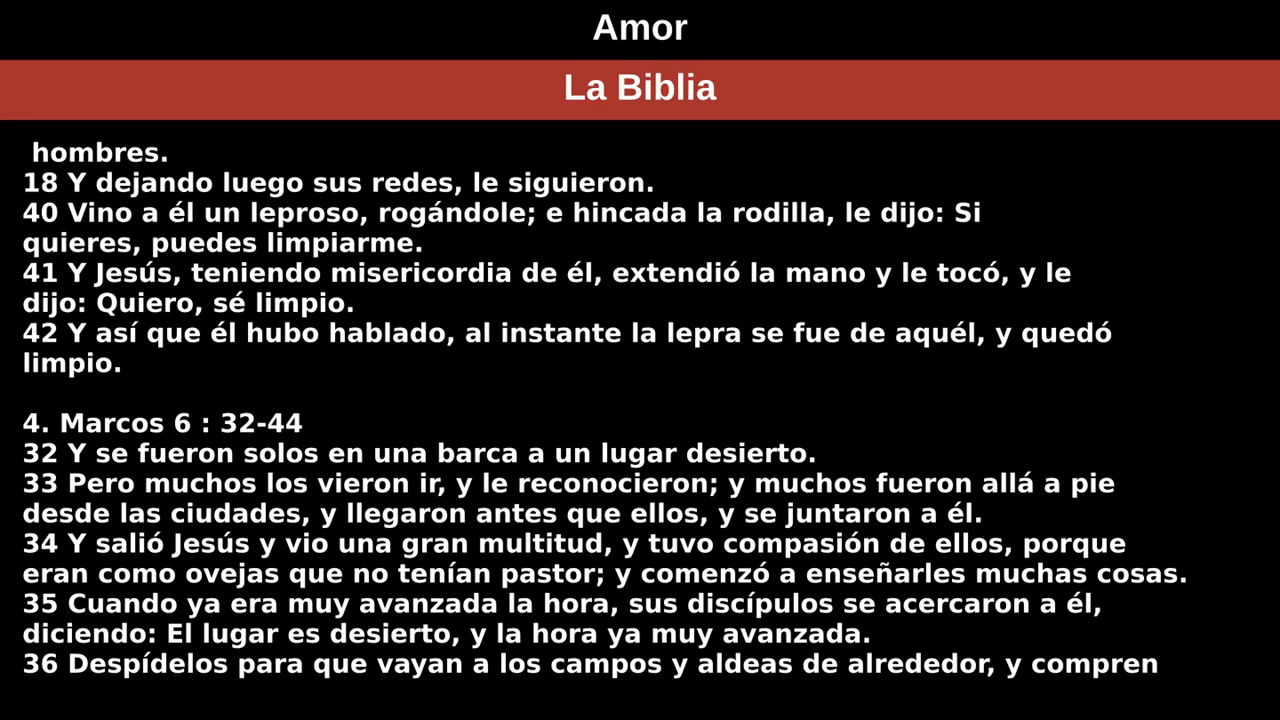 Amor
La Biblia
hombres.
18 Y dejando luego sus redes, le siguieron.
40 Vino a él un leproso, rogándole; e hincada la rodilla, le dijo: Si
quieres, puedes limpiarme.
41 Y Jesús, teniendo misericordia de él, extendió la mano y le tocó, y le
dijo: Quiero, sé limpio.
42 Y así que él hubo hablado, al instante la lepra se fue de aquél, y quedó
limpio.
4. Marcos 6 : 32-44
32 Y se fueron solos en una barca a un lugar desierto.
33 Pero muchos los vieron ir, y le reconocieron; y muchos fueron allá a pie
desde las ciudades, y llegaron antes que ellos, y se juntaron a él.
34 Y salió Jesús y vio una gran multitud, y tuvo compasión de ellos, porque
eran como ovejas que no tenían pastor; y comenzó a enseñarles muchas cosas.
35 Cuando ya era muy avanzada la hora, sus discípulos se acercaron a él,
diciendo: El lugar es desierto, y la hora ya muy avanzada.
36 Despídelos para que vayan a los campos y aldeas de alrededor, y compren